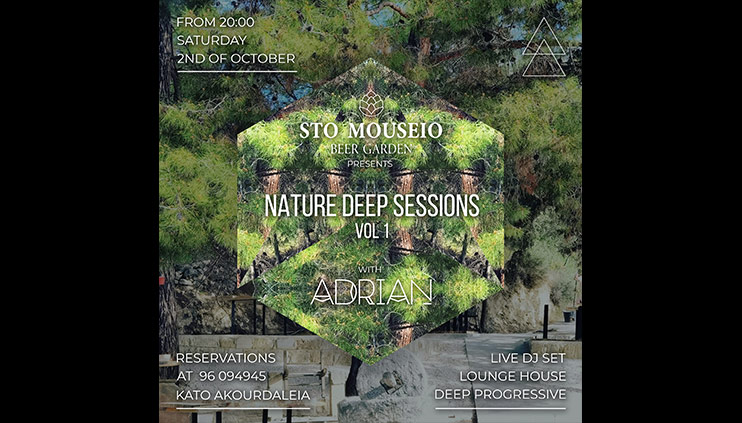 FROM 20:00
SATURDAY
2ND OF OCTOBER
STO MOUSEIO
BEER GARDEN
PRESENTS
NATURE DEEP SESSIONS
VOL 1
WITH
ADRIAN
RESERVATIONS
AT 96 094945
KATO AKOURDALEIA
LIVE DJ SET
LOUNGE HOUSE
DEEP PROGRESSIVE